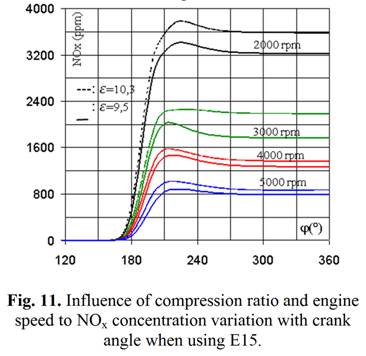 4000
3200
2400
1600
800
0
NOx (ppm)
---: ε=10,3
: ε=9,5
2000 rpm
3000 rpm
4000 rpm
5000 rpm
φ(°)
120 180 240 300 360
Fig. 11. Influence of compression ratio and engine
speed to NOx concentration variation with crank
angle when using E15.